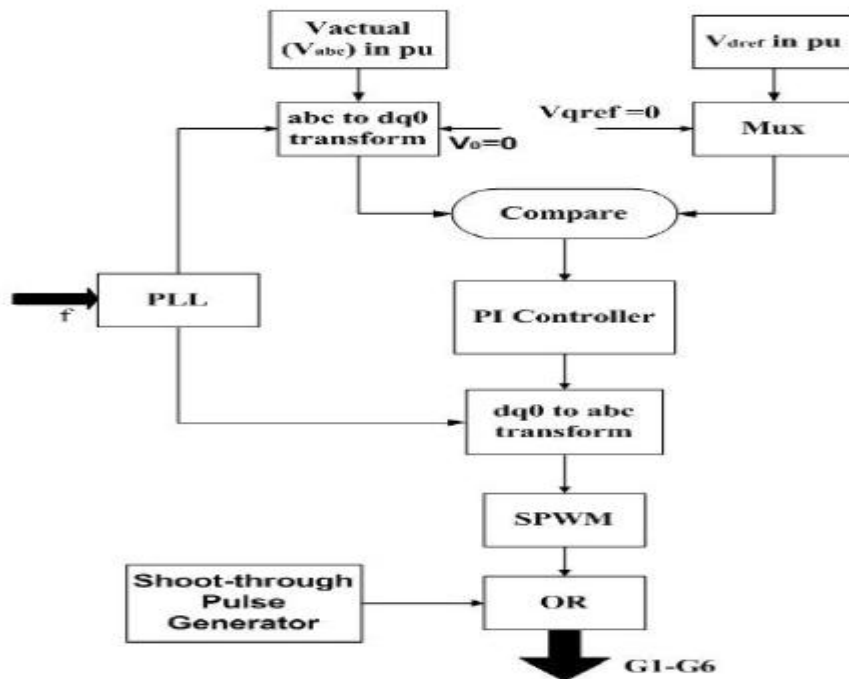 Vactual
(Vabc) in pu
Vdref in pu
abc to dq0
transform
V0=0
Vqref =0
Mux
Compare
f
PLL
PI Controller
dq0 to abc
transform
SPWM
Shoot-through
Pulse
Generator
OR
G1-G6